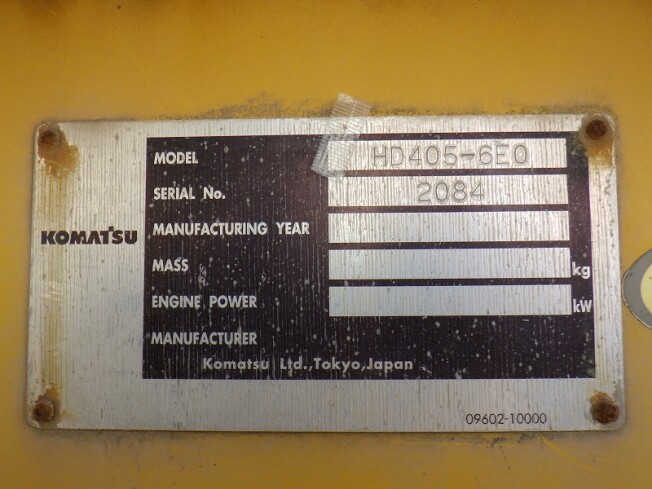 MODEL HD405-6E0
SERIAL No. 2084
KOMATSU
MANUFACTURING YEAR
MASS kg
ENGINE POWER kW
MANUFACTURER
Komatsu Ltd.,Tokyo,Japan
09602-10000